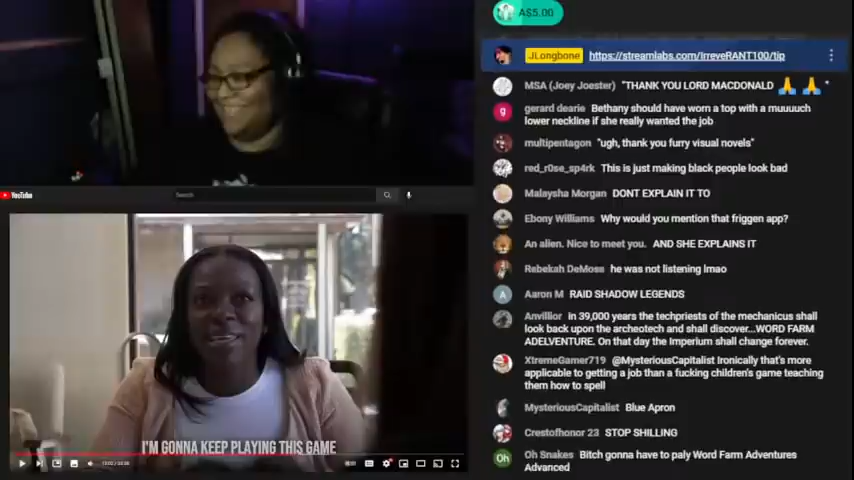 A$5.00
JLongbone https://streamlabs.com/IrreveRANT100/tip
MSA (Joey Joester) "THANK YOU LORD MACDONALD 🙏 🙏 "
gerard dearie Bethany should have worn a top with a muuuuch
lower neckline if she really wanted the job
multipentagon "ugh, thank you furry visual novels"
red_r0se_sp4rk This is just making black people look bad
Malaysha Morgan DONT EXPLAIN IT TO
Ebony Williams Why would you mention that friggen app?
An alien. Nice to meet you. AND SHE EXPLAINS IT
Rebekah DeMoss he was not listening lmao
A Aaron M RAID SHADOW LEGENDS
Anvillior in 39,000 years the techpriests of the mechanicus shall
look back upon the archeotech and shall discover...WORD FARM
ADELVENTURE. On that day the Imperium shall change forever.
XtremeGamer719 @MysteriousCapitalist Ironically that's more
applicable to getting a job than a fucking children's game teaching
them how to spell
MysteriousCapitalist Blue Apron
Crestofhonor 23 STOP SHILLING
Oh Oh Snakes Bitch gonna have to paly Word Farm Adventures
Advanced
YouTube
Search
I'M GONNA KEEP PLAYING THIS GAME